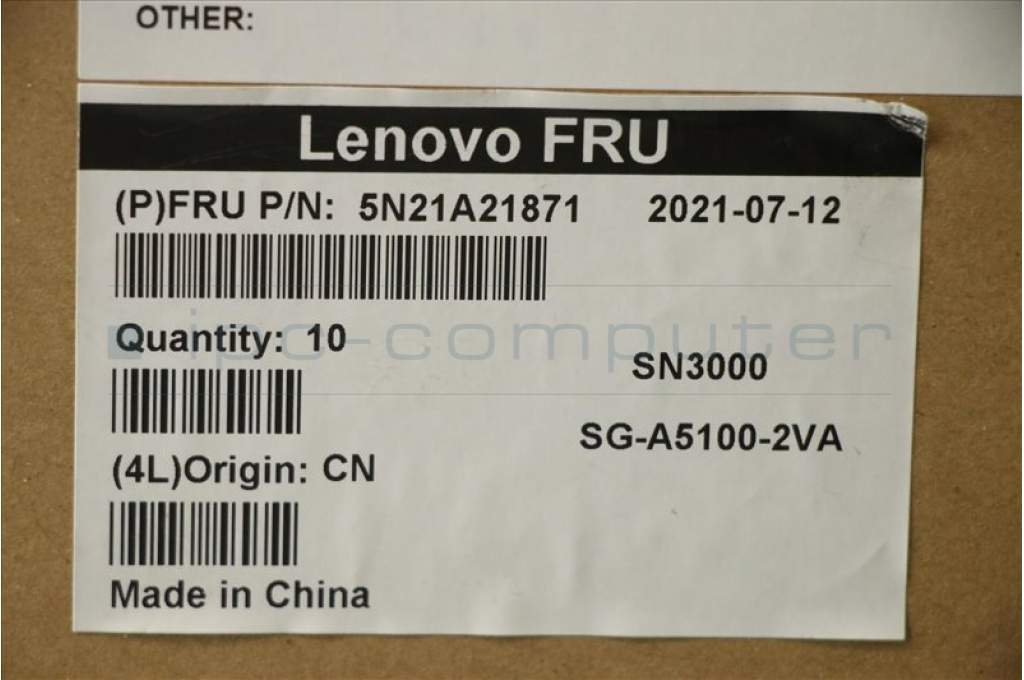 OTHER:
Lenovo FRU
(P)FRU P/N: 5N21A21871 2021-07-12
ipc-computer
Quantity: 10
SN3000
SG-A5100-2VA
(4L)Origin: CN
Made in China